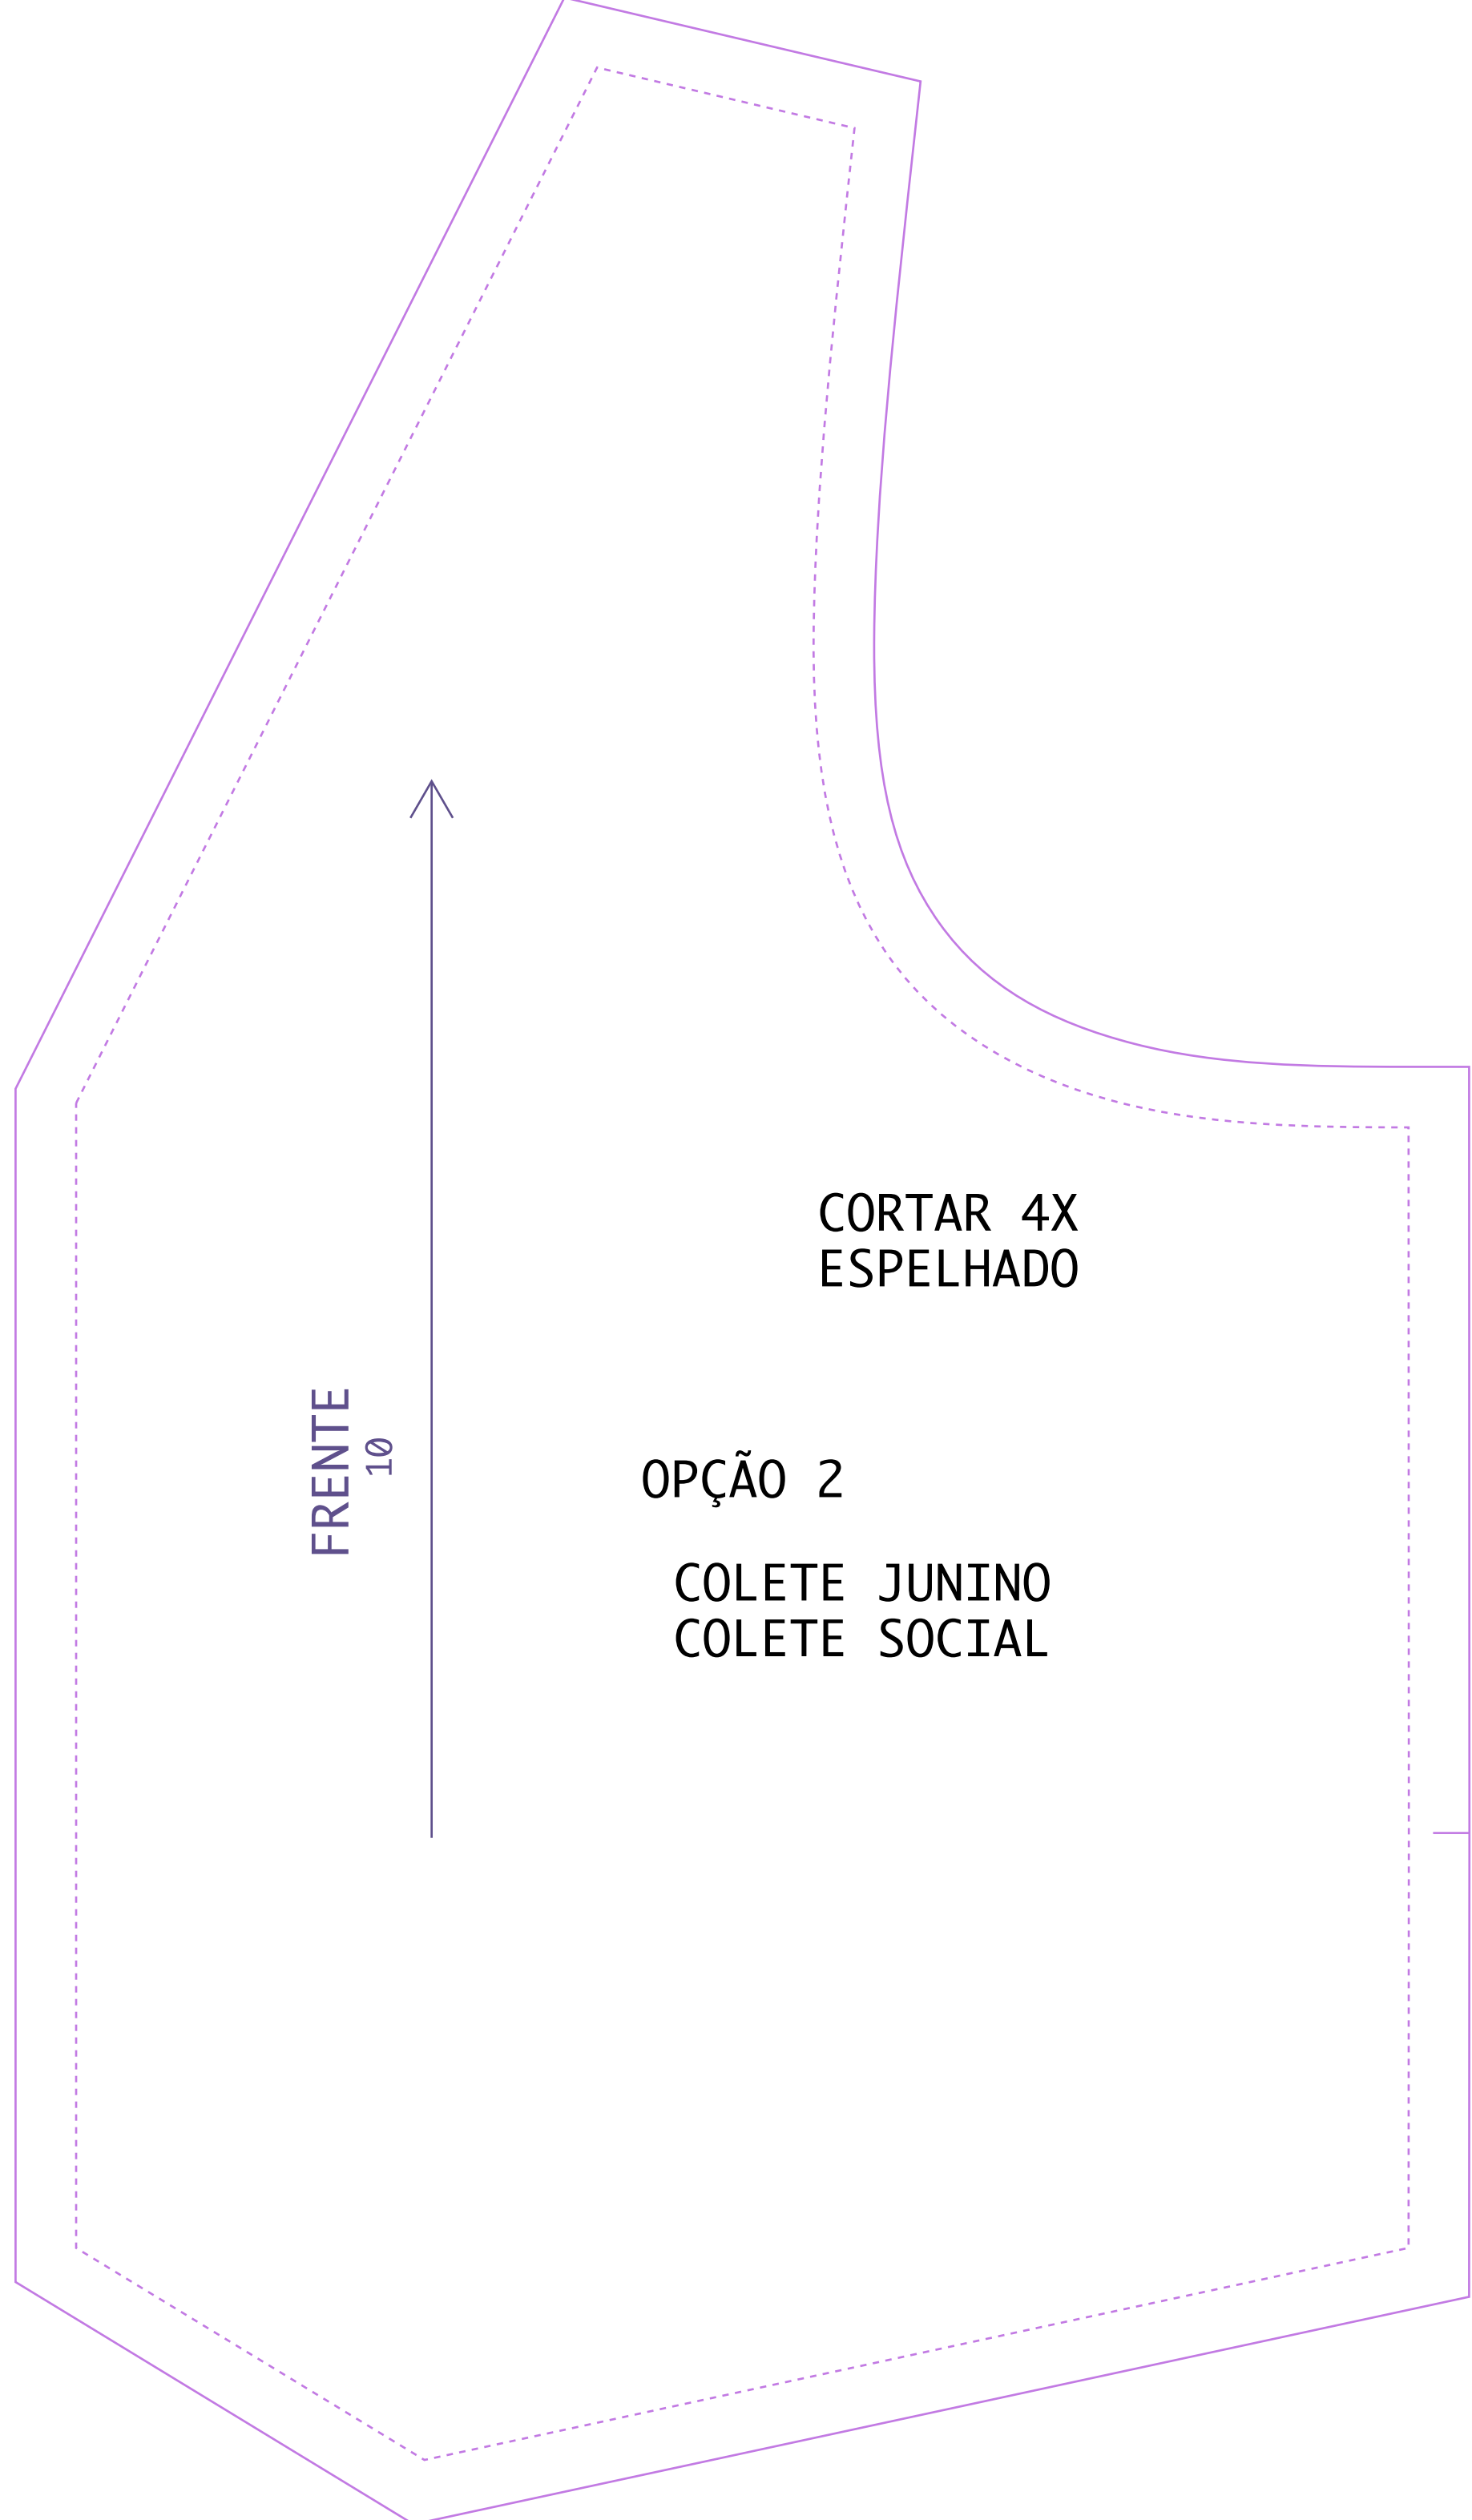 CORTAR 4X
ESPELHADO
FRENTE
10
OPÇÃO 2
COLETE JUNINO
COLETE SOCIAL